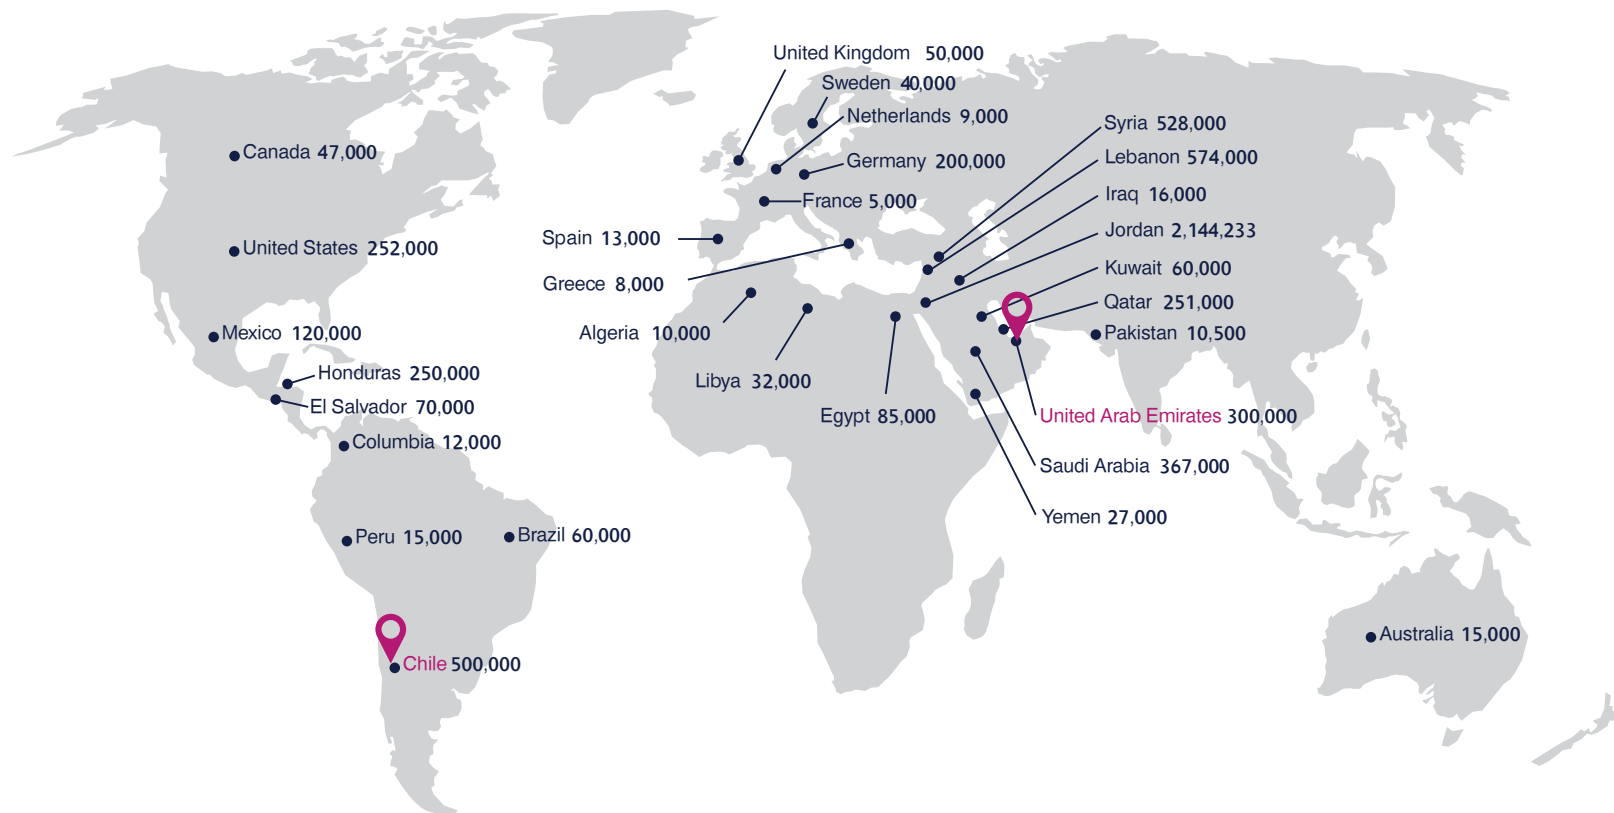 United Kingdom 50,000
Sweden 40,000
Netherlands 9,000
Germany 200,000
France 5,000
Spain 13,000
Greece 8,000
Algeria 10,000
Libya 32,000
Egypt 85,000
Syria 528,000
Lebanon 574,000
Iraq 16,000
Jordan 2,144,233
Kuwait 60,000
Qatar 251,000
Pakistan 10,500
United Arab Emirates 300,000
Saudi Arabia 367,000
Yemen 27,000
Canada 47,000
United States 252,000
Mexico 120,000
Honduras 250,000
El Salvador 70,000
Columbia 12,000
Peru 15,000
Brazil 60,000
Chile 500,000
Australia 15,000